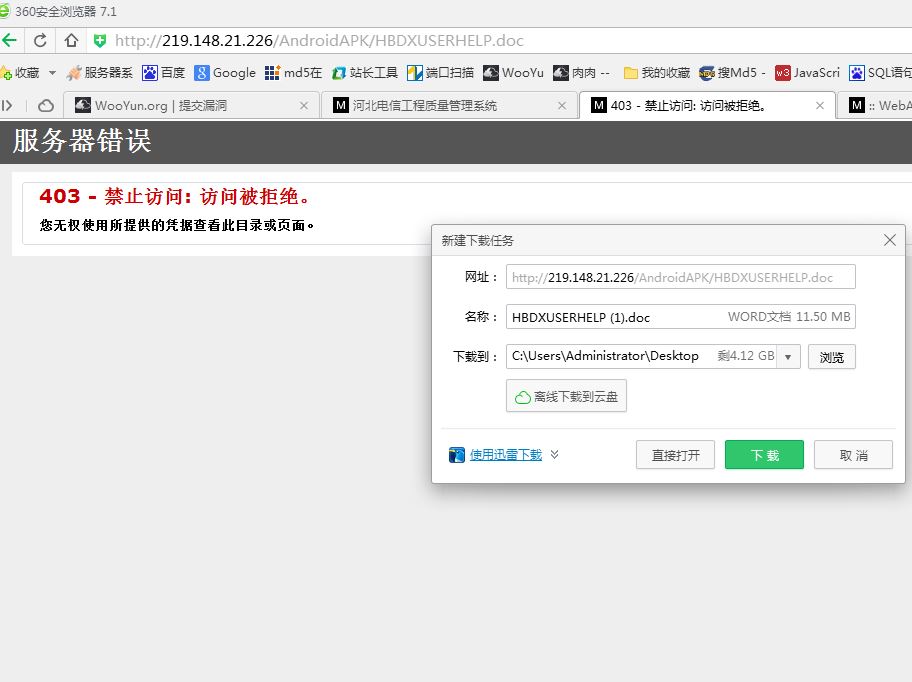 360安全浏览器 7.1
http://219.148.21.226/AndroidAPK/HBDXUSERHELP.doc
收藏 服务器系 百度 Google md5在 站长工具 端口扫描 WooYu 肉肉 -- 我的收藏 搜Md5 - JavaScri SQL语句
WooYun.org | 提交漏洞 河北电信工程质量管理系统 403 - 禁止访问: 访问被拒绝。 :: WebA
服务器错误
403 - 禁止访问: 访问被拒绝。
您无权使用所提供的凭据查看此目录或页面。
新建下载任务
网址： http://219.148.21.226/AndroidAPK/HBDXUSERHELP.doc
名称： HBDXUSERHELP (1).doc WORD文档 11.50 MB
下载到： C:\Users\Administrator\Desktop 剩4.12 GB 浏览
离线下载到云盘
使用迅雷下载 直接打开 下载 取消